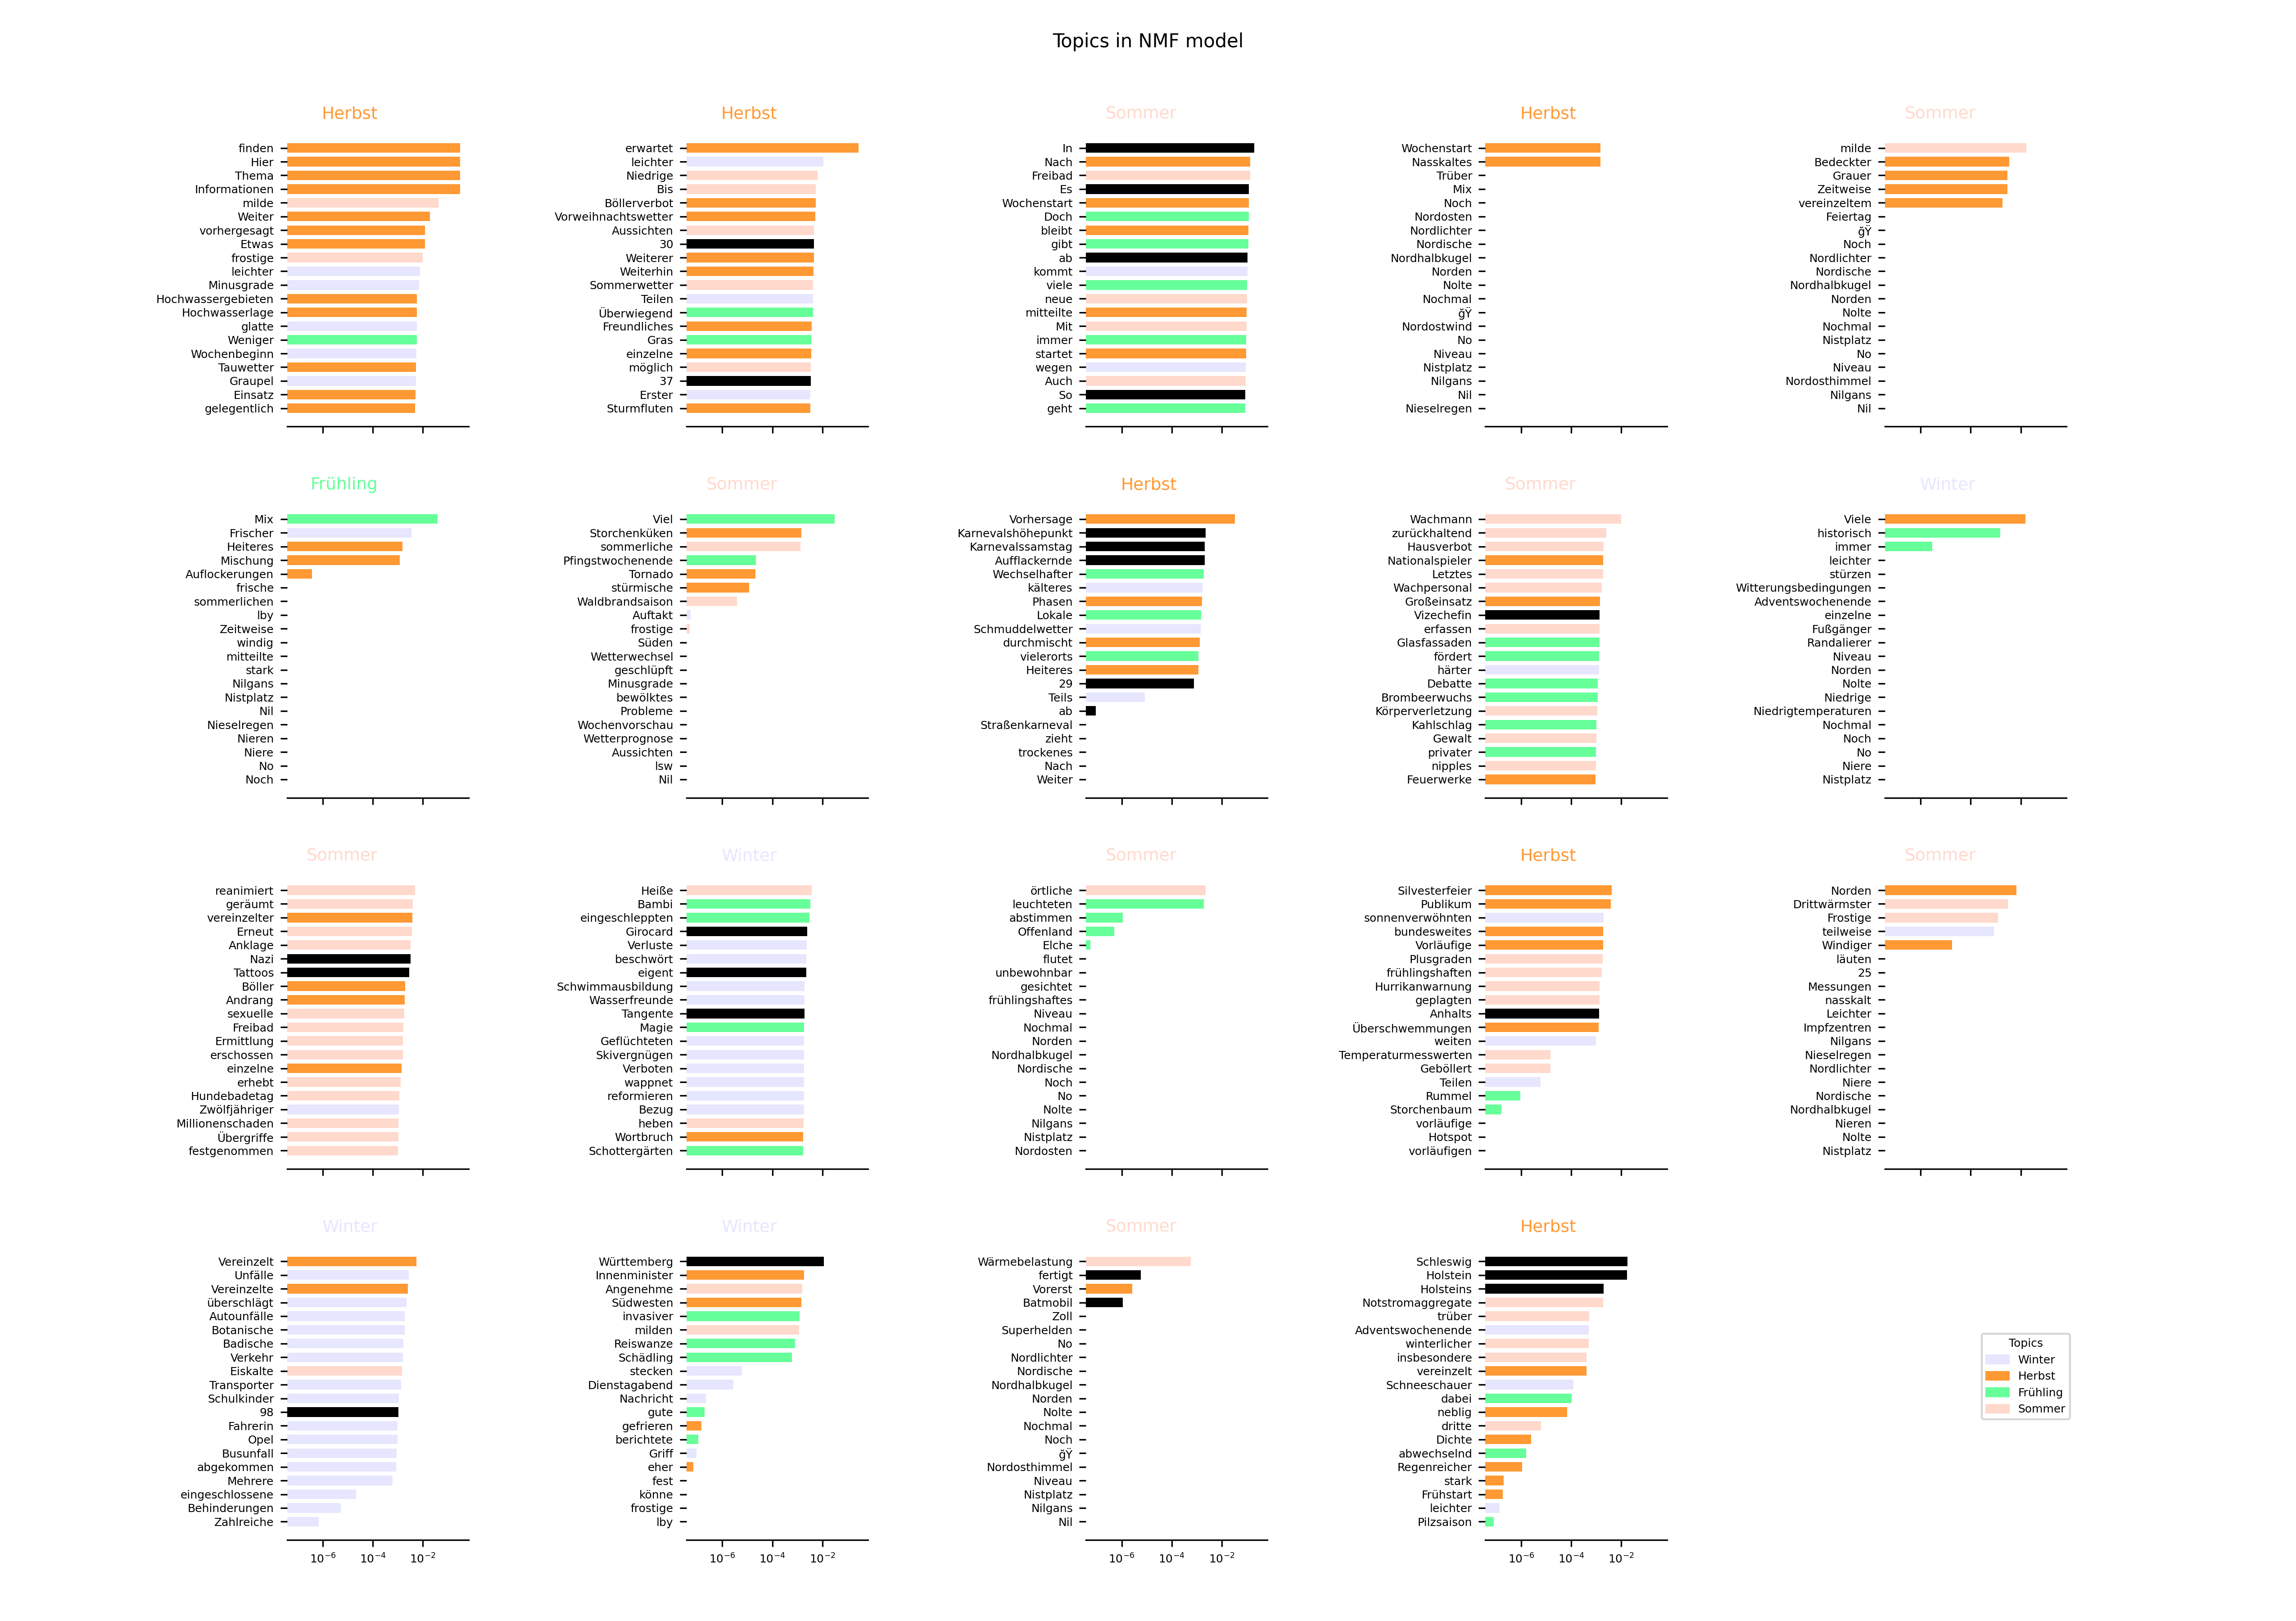 Topics in NMF model
Herbst
finden
Hier
Thema
Informationen
milde
Weiter
vorhergesagt
Etwas
frostige
leichter
Minusgrade
Hochwassergebieten
Hochwasserlage
glatte
Weniger
Wochenbeginn
Tauwetter
Graupel
Einsatz
gelegentlich
Herbst
erwartet
leichter
Niedrige
Bis
Böllerverbot
Vorweihnachtswetter
Aussichten
30
Weiterer
Weiterhin
Sommerwetter
Teilen
Überwiegend
Freundliches
Gras
einzelne
möglich
37
Erster
Sturmfluten
Sommer
In
Nach
Freibad
Es
Wochenstart
Doch
bleibt
gibt
ab
kommt
viele
neue
mitteilte
Mit
immer
startet
wegen
Auch
So
geht
Herbst
Wochenstart
Nasskaltes
Trüber
Mix
Noch
Nordosten
Nordlichter
Nordische
Nordhalbkugel
Norden
Nolte
Nochmal
ğŸ
Nordostwind
No
Niveau
Nistplatz
Nilgans
Nil
Nieselregen
Sommer
milde
Bedeckter
Grauer
Zeitweise
vereinzeltem
Feiertag
ğŸ
Noch
Nordlichter
Nordische
Nordhalbkugel
Norden
Nolte
Nochmal
Nistplatz
No
Niveau
Nordosthimmel
Nilgans
Nil
Frühling
Mix
Frischer
Heiteres
Mischung
Auflockerungen
frische
sommerlichen
lby
Zeitweise
windig
mitteilte
stark
Nilgans
Nistplatz
Nil
Nieselregen
Nieren
Niere
No
Noch
Sommer
Viel
Storchenküken
sommerliche
Pfingstwochenende
Tornado
stürmische
Waldbrandsaison
Auftakt
frostige
Süden
Wetterwechsel
geschlüpft
Minusgrade
bewölktes
Probleme
Wochenvorschau
Wetterprognose
Aussichten
lsw
Nil
Herbst
Vorhersage
Karnevalshöhepunkt
Karnevalssamstag
Aufflackernde
Wechselhafter
kälteres
Phasen
Lokale
Schmuddelwetter
durchmischt
vielerorts
Heiteres
29
Teils
ab
Straßenkarneval
zieht
trockenes
Nach
Weiter
Sommer
Wachmann
zurückhaltend
Hausverbot
Nationalspieler
Letztes
Wachpersonal
Großeinsatz
Vizechefin
erfassen
Glasfassaden
fördert
härter
Debatte
Brombeerwuchs
Körperverletzung
Kahlschlag
Gewalt
privater
nipples
Feuerwerke
Winter
Viele
historisch
immer
leichter
stürzen
Witterungsbedingungen
Adventswochenende
einzelne
Fußgänger
Randalierer
Niveau
Norden
Nolte
Niedrige
Niedrigtemperaturen
Nochmal
Noch
No
Niere
Nistplatz
Sommer
reanimiert
geräumt
vereinzelter
Erneut
Anklage
Nazi
Tattoos
Böller
Andrang
sexuelle
Freibad
Ermittlung
erschossen
einzelne
erhebt
Hundebadetag
Zwölfjähriger
Millionenschaden
Übergriffe
festgenommen
Winter
Heiße
Bambi
eingeschleppten
Girocard
Verluste
beschwört
eigent
Schwimmausbildung
Wasserfreunde
Tangente
Magie
Geflüchteten
Skivergnügen
Verboten
wappnet
reformieren
Bezug
heben
Wortbruch
Schottergärten
Sommer
örtliche
leuchteten
abstimmen
Offenland
Elche
flutet
unbewohnbar
gesichtet
frühlingshaftes
Niveau
Nochmal
Norden
Nordhalbkugel
Nordische
Noch
No
Nolte
Nilgans
Nistplatz
Nordosten
Herbst
Silvesterfeier
Publikum
sonnenverwöhnten
bundesweites
Vorläufige
Plusgraden
frühlingshaften
Hurrikanwarnung
geplagten
Anhalts
Überschwemmungen
weiten
Temperaturmesswerten
Geböllert
Teilen
Rummel
Storchenbaum
vorläufige
Hotspot
vorläufigen
Sommer
Norden
Drittwärmster
Frostige
teilweise
Windiger
läuten
25
Messungen
nasskalt
Leichter
Impfzentren
Nilgans
Nieselregen
Nordlichter
Niere
Nordische
Nordhalbkugel
Nieren
Nolte
Nistplatz
Winter
Vereinzelt
Unfälle
Vereinzelte
überschlägt
Autounfälle
Botanische
Badische
Verkehr
Eiskalte
Transporter
Schulkinder
98
Fahrerin
Opel
Busunfall
abgekommen
Mehrere
eingeschlossene
Behinderungen
Zahlreiche
10⁻⁶ 10⁻⁴ 10⁻²
Winter
Württemberg
Innenminister
Angenehme
Südwesten
invasiver
milden
Reiswanze
Schädling
stecken
Dienstagabend
Nachricht
gute
gefrieren
berichtete
Griff
eher
fest
könne
frostige
lby
10⁻⁶ 10⁻⁴ 10⁻²
Sommer
Wärmebelastung
fertigt
Vorerst
Batmobil
Zoll
Superhelden
No
Nordlichter
Nordische
Nordhalbkugel
Norden
Nolte
Nochmal
Noch
ğŸ
Nordosthimmel
Niveau
Nistplatz
Nilgans
Nil
10⁻⁶ 10⁻⁴ 10⁻²
Herbst
Schleswig
Holstein
Holsteins
Notstromaggregate
trüber
Adventswochenende
winterlicher
insbesondere
vereinzelt
Schneeschauer
dabei
neblig
dritte
Dichte
abwechselnd
Regenreicher
stark
Frühstart
leichter
Pilzsaison
10⁻⁶ 10⁻⁴ 10⁻²
Topics
Winter
Herbst
Frühling
Sommer